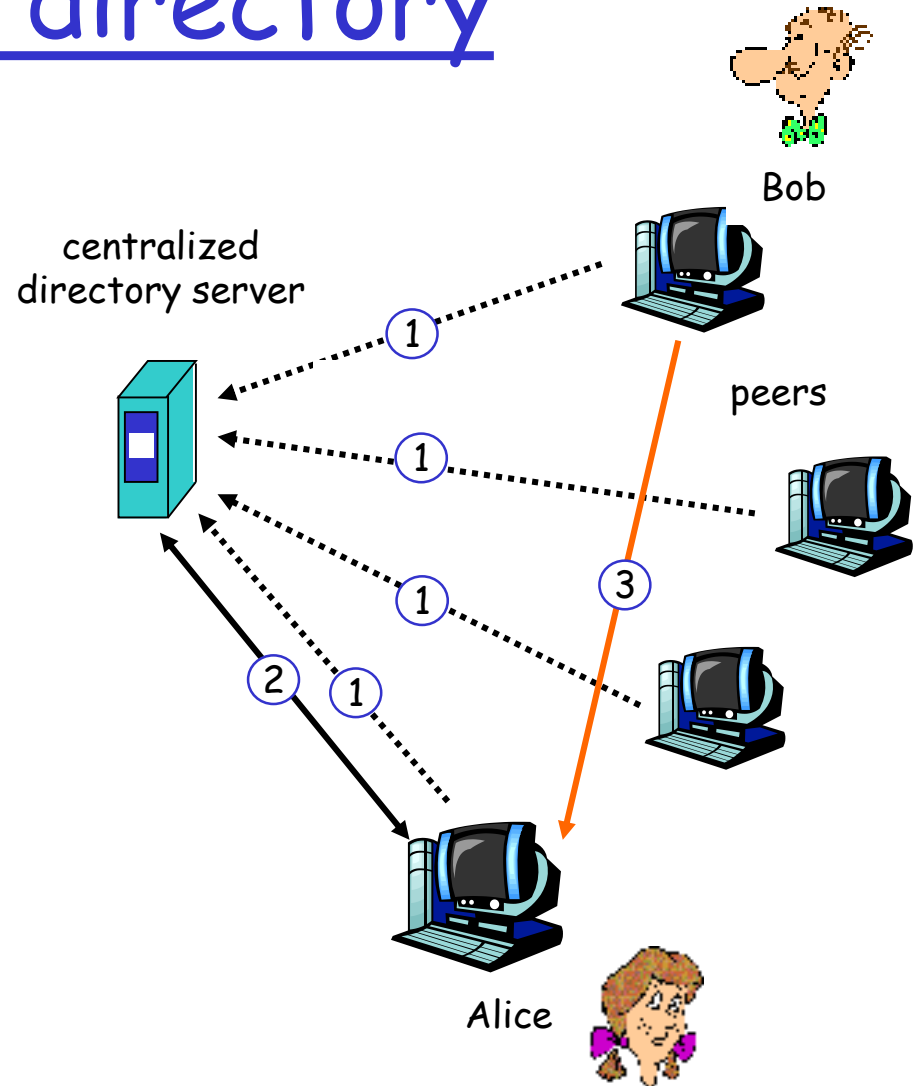 directory
Bob
centralized
directory server
1
peers
1
1
3
2
1
Alice